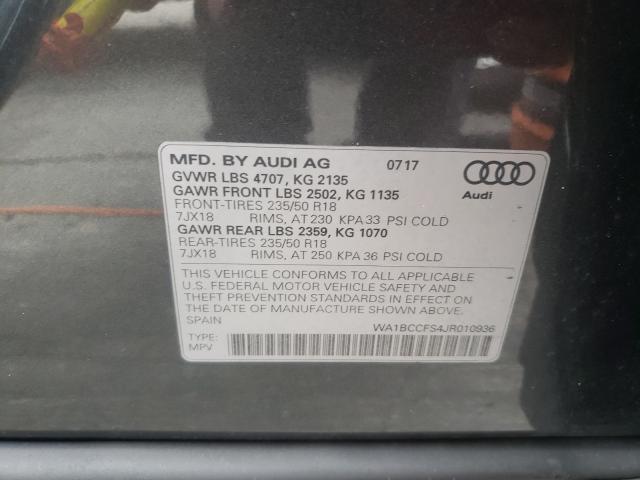 MFD. BY AUDI AG 0717
GVWR LBS 4707, KG 2135
GAWR FRONT LBS 2502, KG 1135
FRONT-TIRES 235/50 R18
7JX18 RIMS, AT 230 KPA 33 PSI COLD
GAWR REAR LBS 2359, KG 1070
REAR-TIRES 235/50 R18
7JX18 RIMS, AT 250 KPA 36 PSI COLD
Audi
THIS VEHICLE CONFORMS TO ALL APPLICABLE
U.S. FEDERAL MOTOR VEHICLE SAFETY AND
THEFT PREVENTION STANDARDS IN EFFECT ON
THE DATE OF MANUFACTURE SHOWN ABOVE.
SPAIN WA1BCCFS4JR010936
TYPE:
MPV